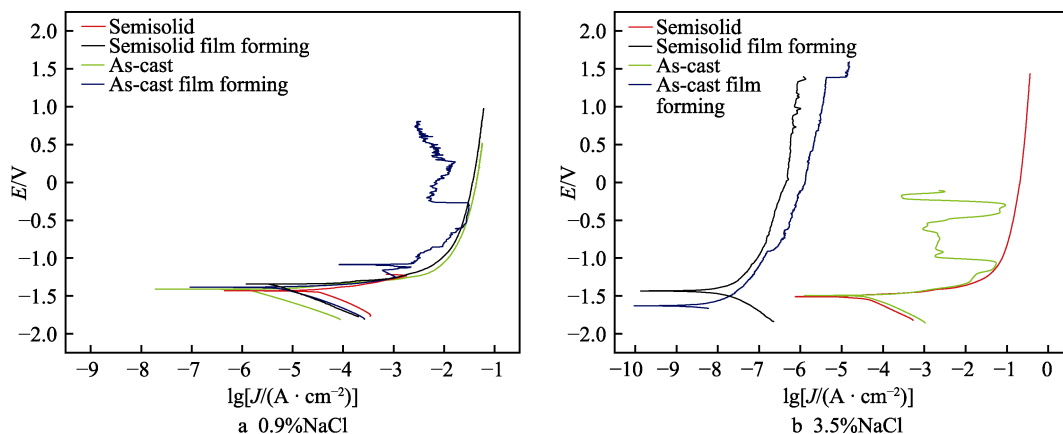 2.0
1.5
1.0
0.5
0
−0.5
−1.0
−1.5
−2.0
E/V
Semisolid
Semisolid film forming
As-cast
As-cast film forming
−9 −8 −7 −6 −5 −4 −3 −2 −1
lg[J/(A · cm⁻²)]
a 0.9%NaCl
2.0
1.5
1.0
0.5
0
−0.5
−1.0
−1.5
−2.0
E/V
Semisolid
Semisolid film forming
As-cast
As-cast film
forming
−10 −9 −8 −7 −6 −5 −4 −3 −2 −1 0
lg[J/(A · cm⁻²)]
b 3.5%NaCl